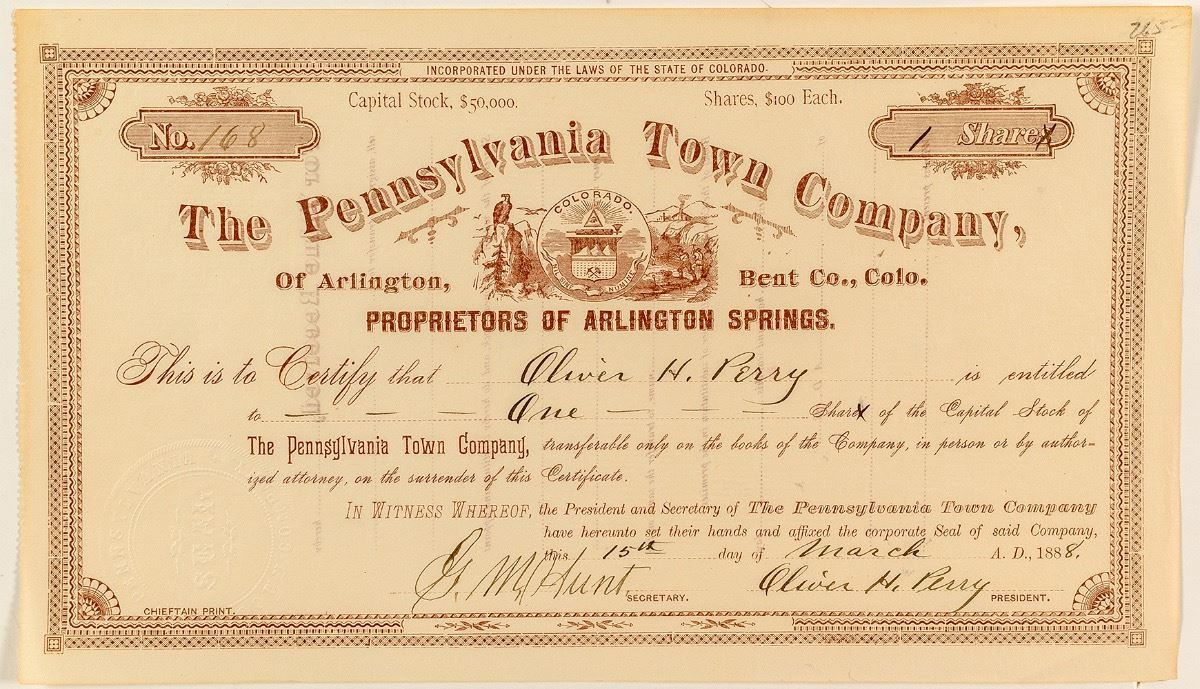 265-
INCORPORATED UNDER THE LAWS OF THE STATE OF COLORADO.
Capital Stock, $50,000. Shares, $100 Each.
No. 168
1 Shares
The Pennsylvania Town Company,
COLORADO.
Of Arlington, Bent Co., Colo.
PROPRIETORS OF ARLINGTON SPRINGS.
This is to Certify that Oliver H. Perry is entitled
to One Shares of the Capital Stock of
The Pennsylvania Town Company, transferable only on the books of the Company, in person or by author-
ized attorney, on the surrender of this Certificate.
IN WITNESS WHEREOF, the President and Secretary of The Pennsylvania Town Company
have hereunto set their hands and affixed the corporate Seal of said Company,
this 15th day of March A. D., 1888.
G. M. Hunt SECRETARY. Oliver H. Perry PRESIDENT.
CHIEFTAIN PRINT.
SEAL